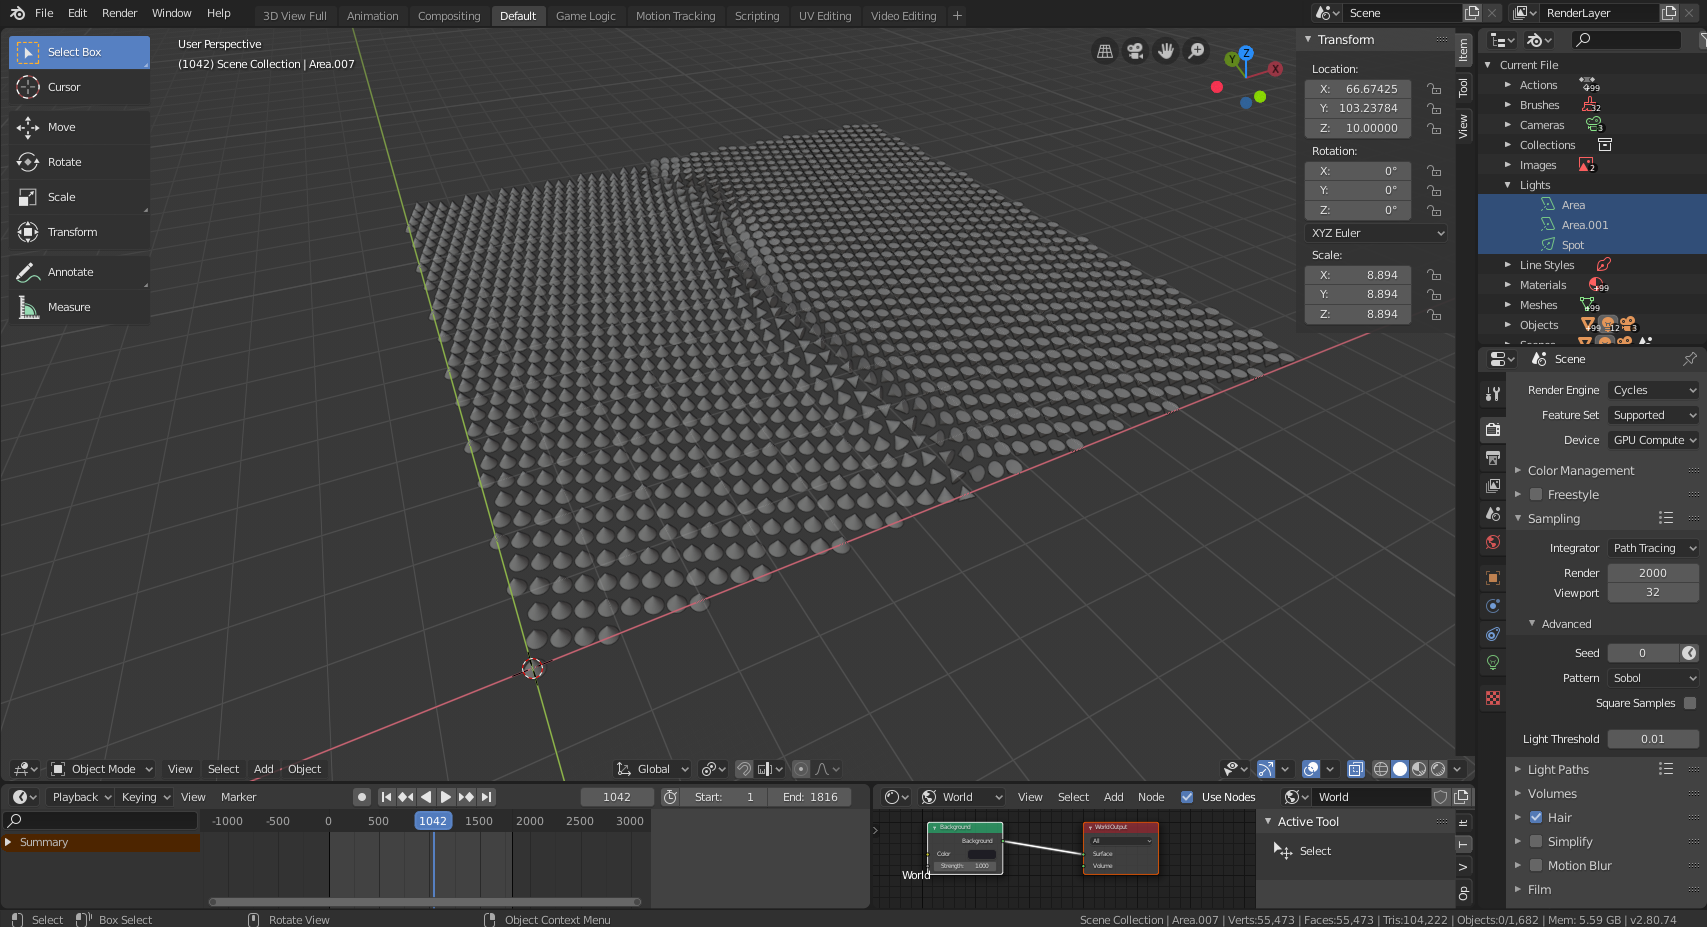 File Edit Render Window Help 3D View Full Animation Compositing Default Game Logic Motion Tracking Scripting UV Editing Video Editing + Scene RenderLayer
Select Box
Cursor
Move
Rotate
Scale
Transform
Annotate
Measure
User Perspective
(1042) Scene Collection | Area.007
Z
Y
X
Transform
Location:
X: 66.67425
Y: 103.23784
Z: 10.00000
Rotation:
X: 0°
Y: 0°
Z: 0°
XYZ Euler
Scale:
X: 8.894
Y: 8.894
Z: 8.894
Item
Tool
View
Current File
Actions +99
Brushes 32
Cameras 3
Collections
Images 2
Lights
Area
Area.001
Spot
Line Styles
Materials +99
Meshes +99
Objects +99 12 3
Scene
Render Engine Cycles
Feature Set Supported
Device GPU Compute
Color Management
Freestyle
Sampling
Integrator Path Tracing
Render 2000
Viewport 32
Advanced
Seed 0
Pattern Sobol
Square Samples
Light Threshold 0.01
Light Paths
Volumes
Hair
Simplify
Motion Blur
Film
Object Mode View Select Add Object Global
Playback Keying View Marker 1042 Start: 1 End: 1816
-1000 -500 0 500 1042 1500 2000 2500 3000
Summary
World View Select Add Node Use Nodes World
Background
Background
Color
Strength: 1.000
World Output
All
Surface
Volume
World
Active Tool
Select
T
V
Op
Select Box Select Rotate View Object Context Menu Scene Collection | Area.007 | Verts:55,473 | Faces:55,473 | Tris:104,222 | Objects:0/1,682 | Mem: 5.59 GB | v2.80.74